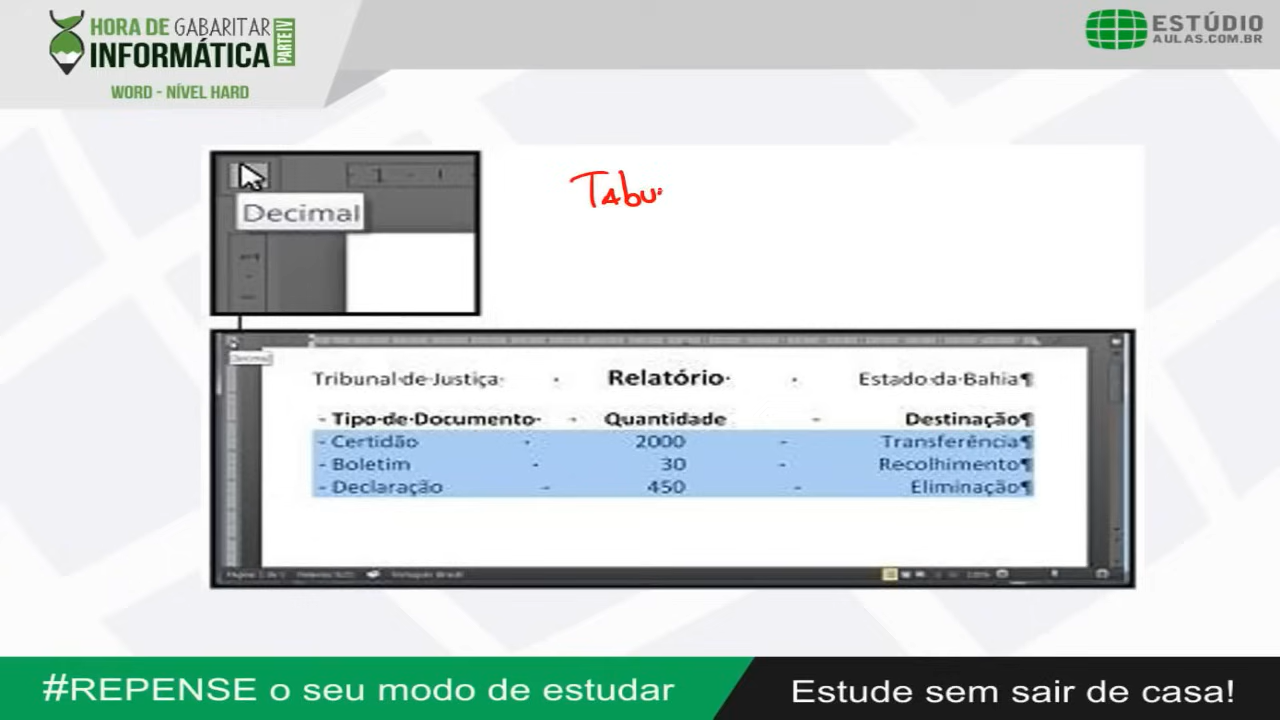 HORA DE GABARITAR
INFORMÁTICA
PARTE IV
WORD - NÍVEL HARD
ESTÚDIO
AULAS.COM.BR
Decimal
Tabu
Decimal
Tribunal·de·Justiça· Relatório· Estado·da·Bahia¶
- Tipo·de·Documento· Quantidade Destinação¶
- Certidão 2000 Transferência¶
- Boletim 30 Recolhimento¶
- Declaração 450 Eliminação¶
#REPENSE o seu modo de estudar
Estude sem sair de casa!